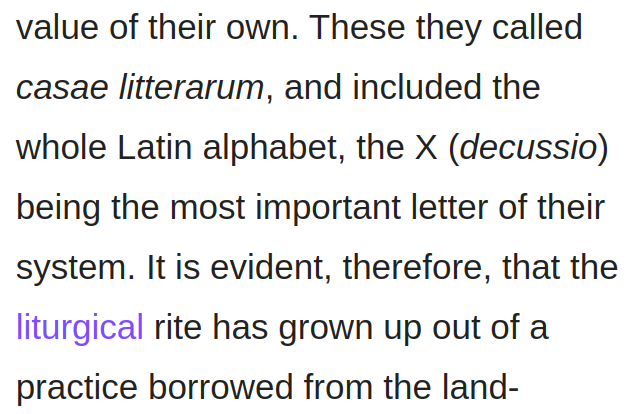 value of their own. These they called
casae litterarum, and included the
whole Latin alphabet, the X (decussio)
being the most important letter of their
system. It is evident, therefore, that the
liturgical rite has grown up out of a
practice borrowed from the land-